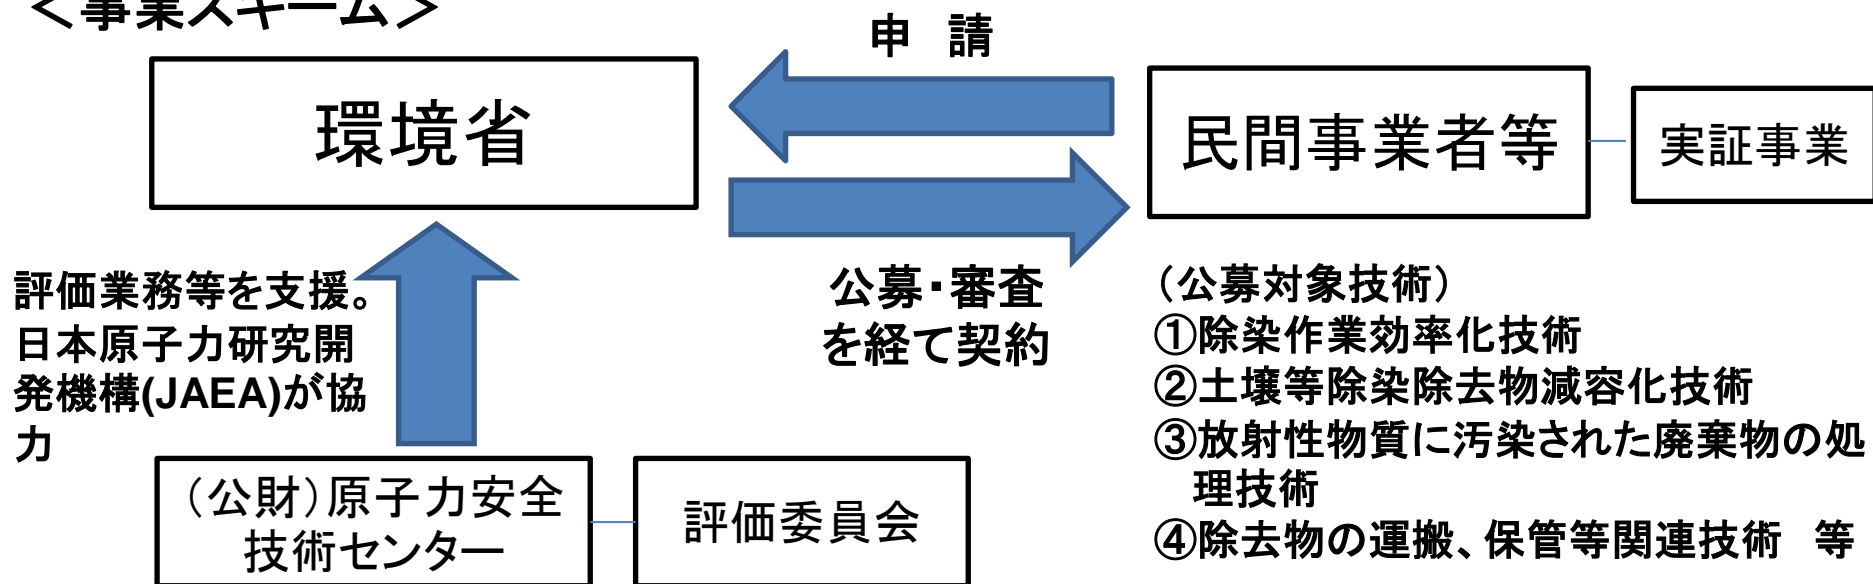 ＜事業スキーム＞
申　請
環境省
民間事業者等
実証事業
公募・審査
を経て契約
評価業務等を支援。
日本原子力研究開
発機構(JAEA)が協
力
（公財）原子力安全
技術センター
評価委員会
（公募対象技術）
①除染作業効率化技術
②土壌等除染除去物減容化技術
③放射性物質に汚染された廃棄物の処
理技術
④除去物の運搬、保管等関連技術　等